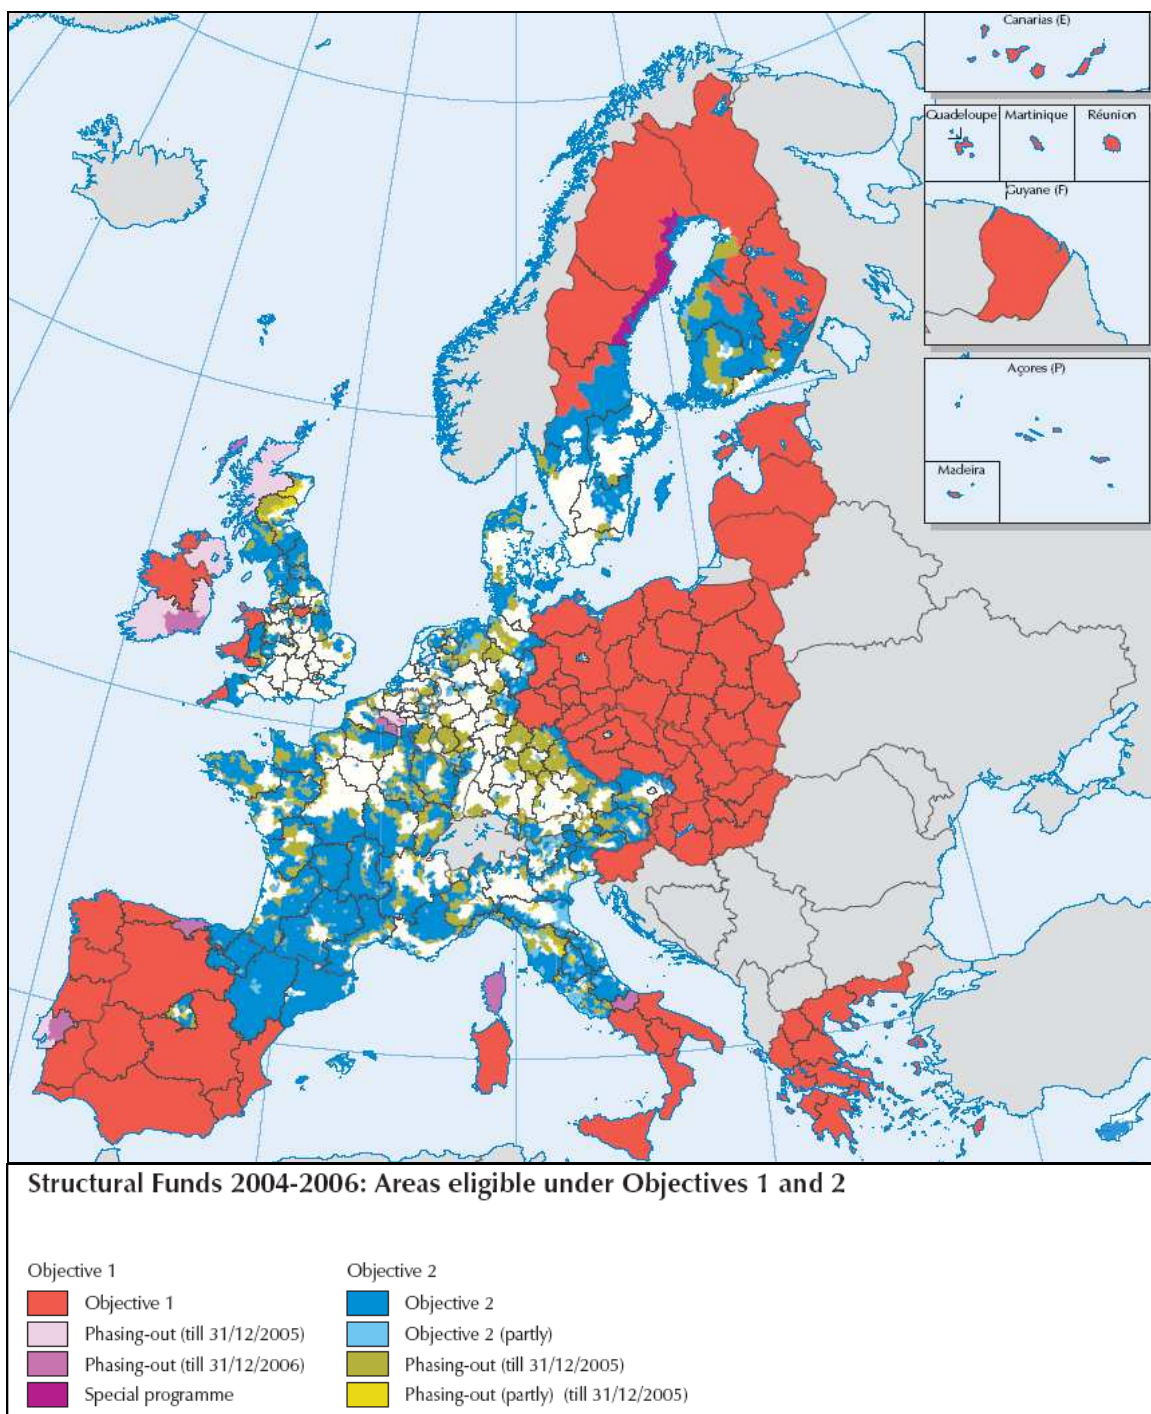 Canarias (E)
Guadeloupe
Martinique
Réunion
Guyane (F)
Açores (P)
Madeira
Structural Funds 2004-2006: Areas eligible under Objectives 1 and 2
Objective 1
Objective 2
Objective 1
Objective 2
Phasing-out (till 31/12/2005)
Objective 2 (partly)
Phasing-out (till 31/12/2006)
Phasing-out (till 31/12/2005)
Special programme
Phasing-out (partly) (till 31/12/2005)